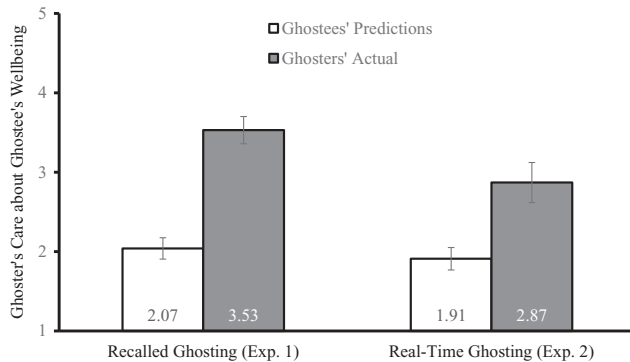 5
4
3
2
1
Ghoster's Care about Ghostee's Wellbeing
Ghostees' Predictions
Ghosters' Actual
2.07
3.53
1.91
2.87
Recalled Ghosting (Exp. 1)
Real-Time Ghosting (Exp. 2)